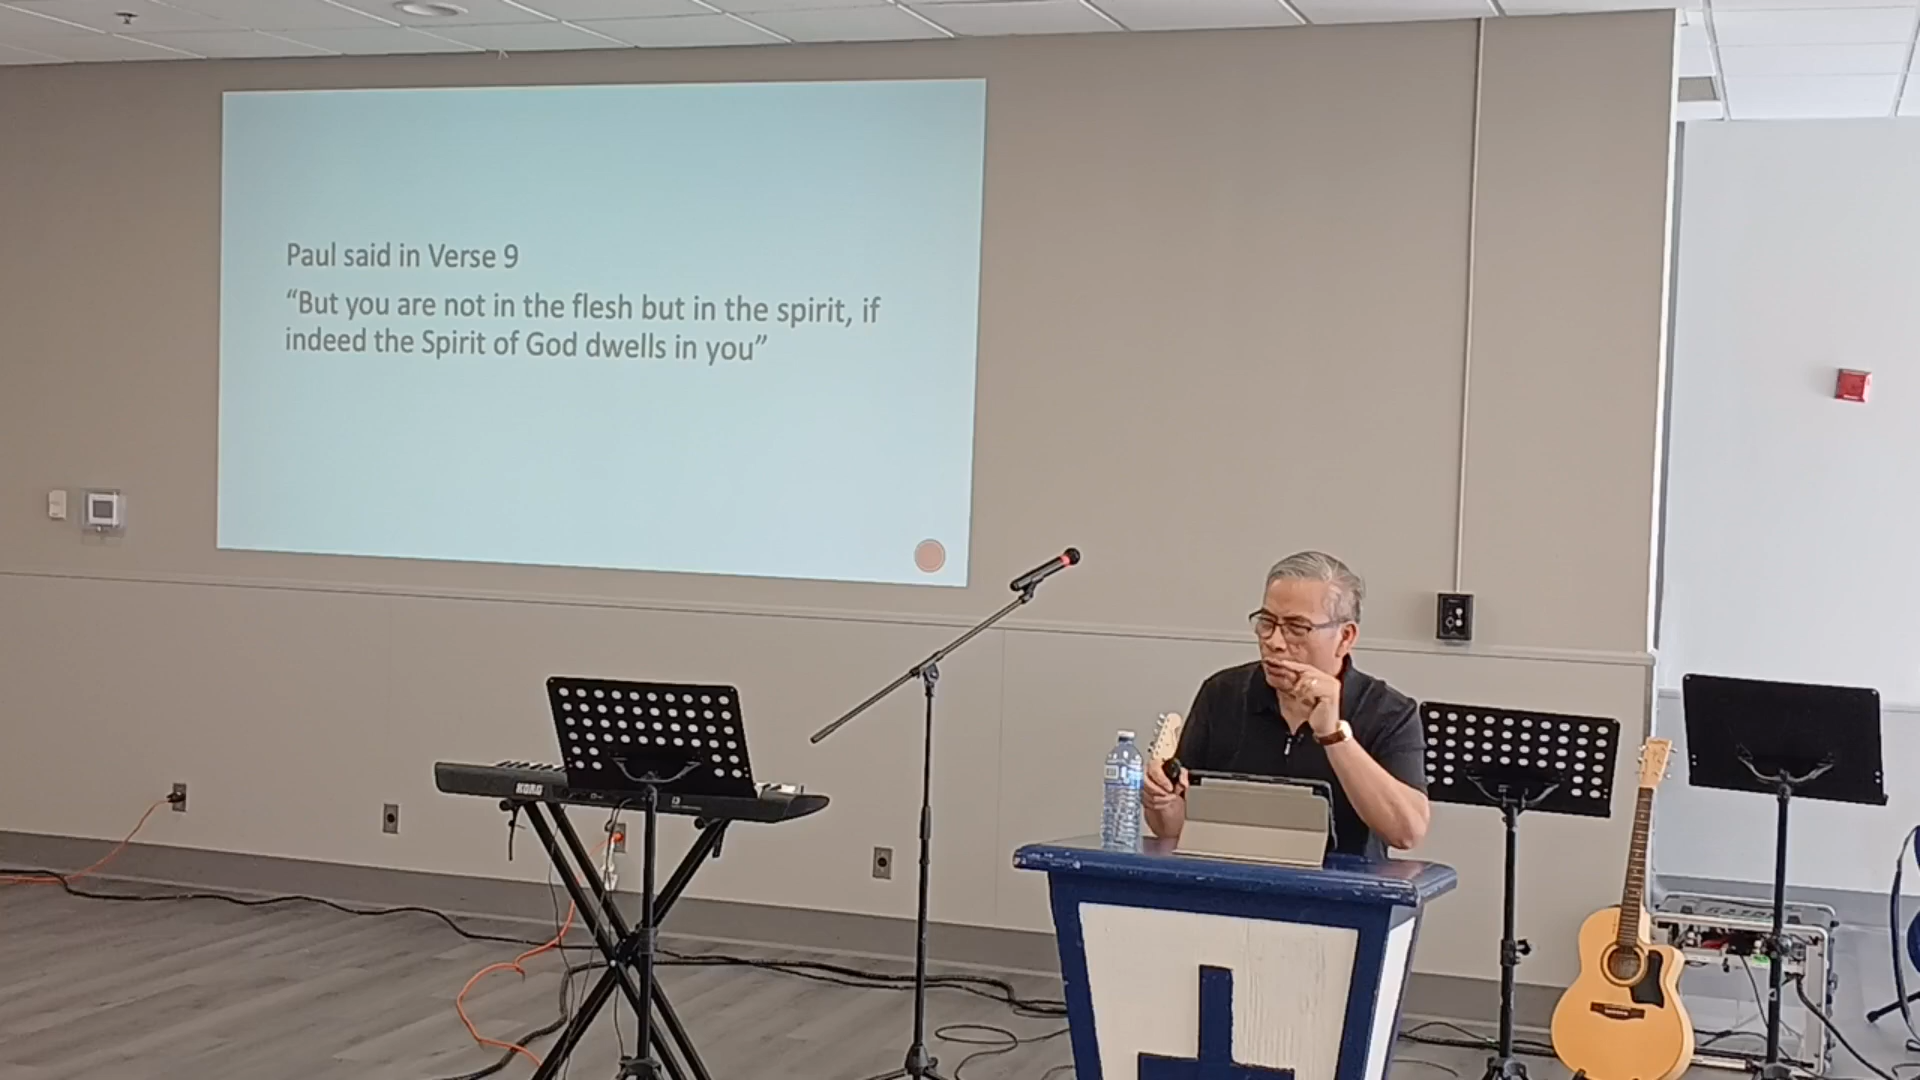 Paul said in Verse 9
“But you are not in the flesh but in the spirit, if
indeed the Spirit of God dwells in you”
KORG